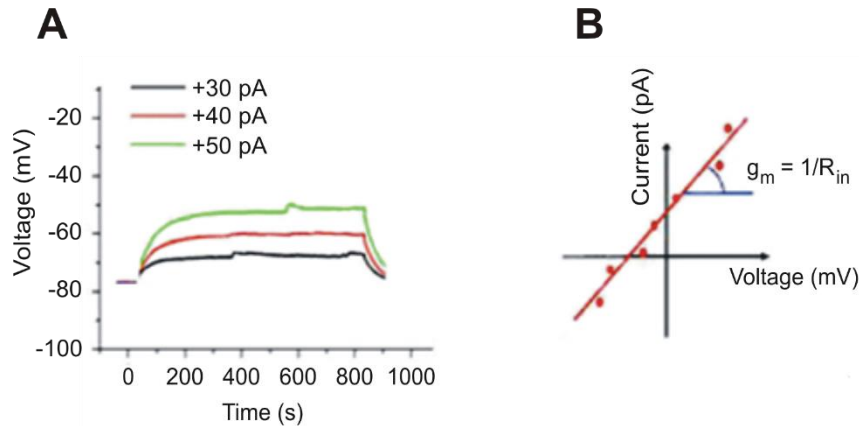 A
+30 pA
+40 pA
+50 pA
-20
-40
-60
-80
-100
Voltage (mV)
0 200 400 600 800 1000
Time (s)
B
Current (pA)
gm = 1/Rin
Voltage (mV)